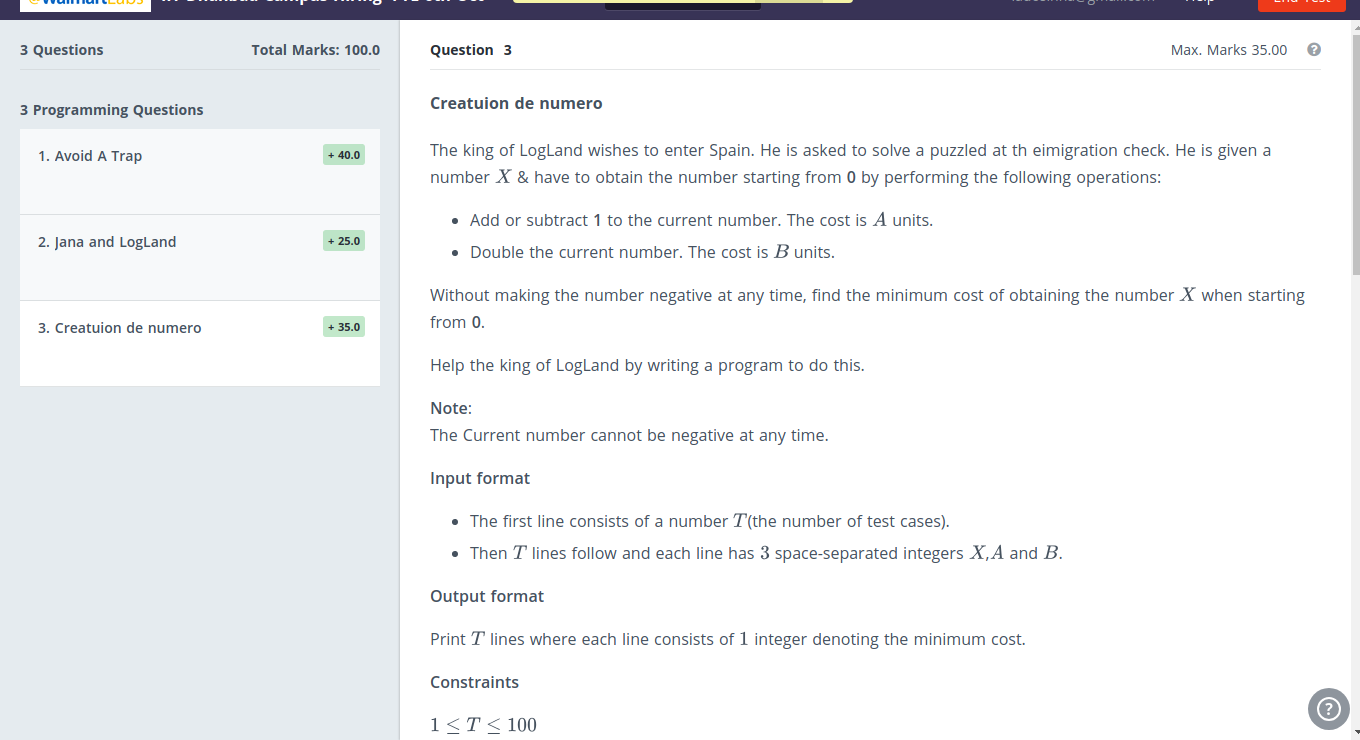 3 Questions
Total Marks: 100.0
3 Programming Questions
1. Avoid A Trap
+ 40.0
2. Jana and LogLand
+ 25.0
3. Creatuion de numero
+ 35.0
Question 3
Max. Marks 35.00
?
Creatuion de numero
The king of LogLand wishes to enter Spain. He is asked to solve a puzzled at th eimigration check. He is given a
number X & have to obtain the number starting from 0 by performing the following operations:
• Add or subtract 1 to the current number. The cost is A units.
• Double the current number. The cost is B units.
Without making the number negative at any time, find the minimum cost of obtaining the number X when starting
from 0.
Help the king of LogLand by writing a program to do this.
Note:
The Current number cannot be negative at any time.
Input format
• The first line consists of a number T(the number of test cases).
• Then T lines follow and each line has 3 space-separated integers X,A and B.
Output format
Print T lines where each line consists of 1 integer denoting the minimum cost.
Constraints
1 ≤ T ≤ 100
?